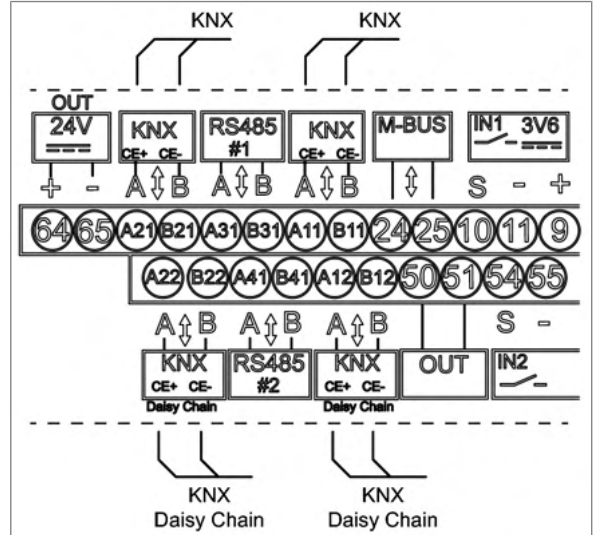 KNX KNX
OUT
24V KNX RS485 KNX M-BUS IN1 3V6
CE+ CE- #1 CE+ CE-
+ - A B A B A B S - +
64 65 A21 B21 A31 B31 A11 B11 24 25 10 11 9
A22 B22 A41 B41 A12 B12 50 51 54 55
A B A B A B S -
KNX RS485 KNX OUT IN2
CE+ CE- #2 CE+ CE-
Daisy Chain Daisy Chain
KNX KNX
Daisy Chain Daisy Chain